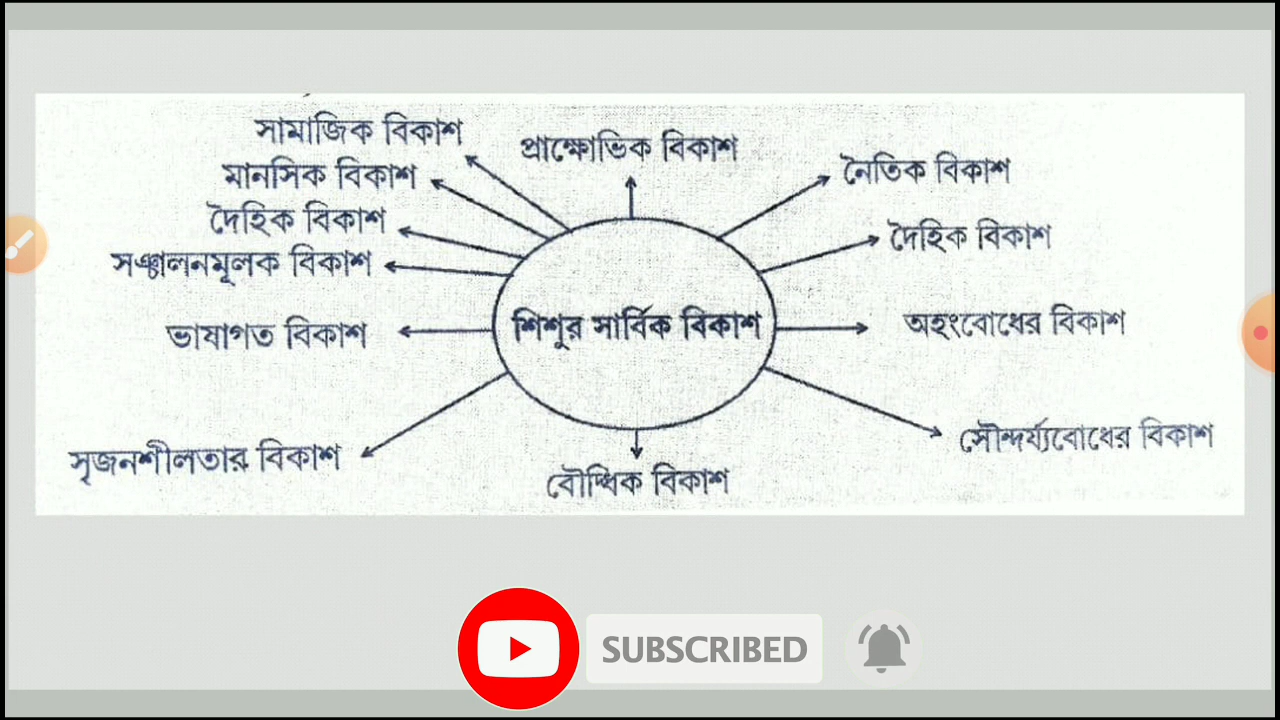 সামাজিক বিকাশ
প্রাক্ষোভিক বিকাশ
নৈতিক বিকাশ
মানসিক বিকাশ
দৈহিক বিকাশ
দৈহিক বিকাশ
সঞ্চালনমূলক বিকাশ
ভাষাগত বিকাশ
শিশুর সার্বিক বিকাশ
অহংবোধের বিকাশ
সৃজনশীলতার বিকাশ
সৌন্দর্য্যবোধের বিকাশ
বৌদ্ধিক বিকাশ
SUBSCRIBED